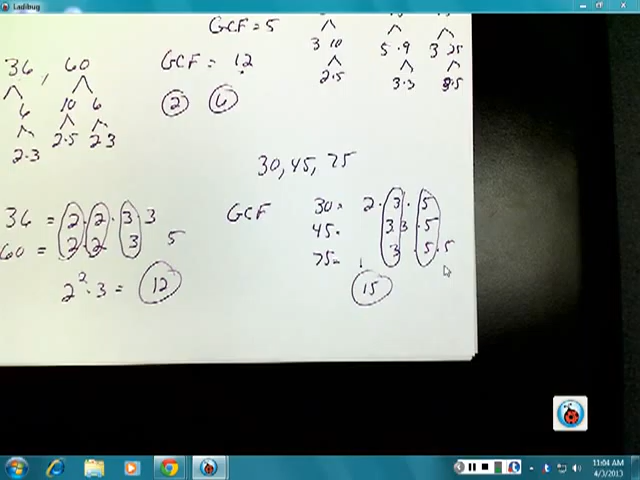 Ladibug
GCF = 5
3 10
5 · 9
3 25
2 · 5
3 · 3
5 · 5
36, 60
GCF = 12
6
10 6
2 6
2 · 3
2 · 5
2 3
30, 45, 75
36 = 2 · 2 · 3 · 3
60 = 2 · 2 3 5
2² · 3 = 12
GCF
30 = 2 · 3 · 5
45 · 3 3 · 5
75 = 3 5 · 5
15
11:04 AM
4/3/2013